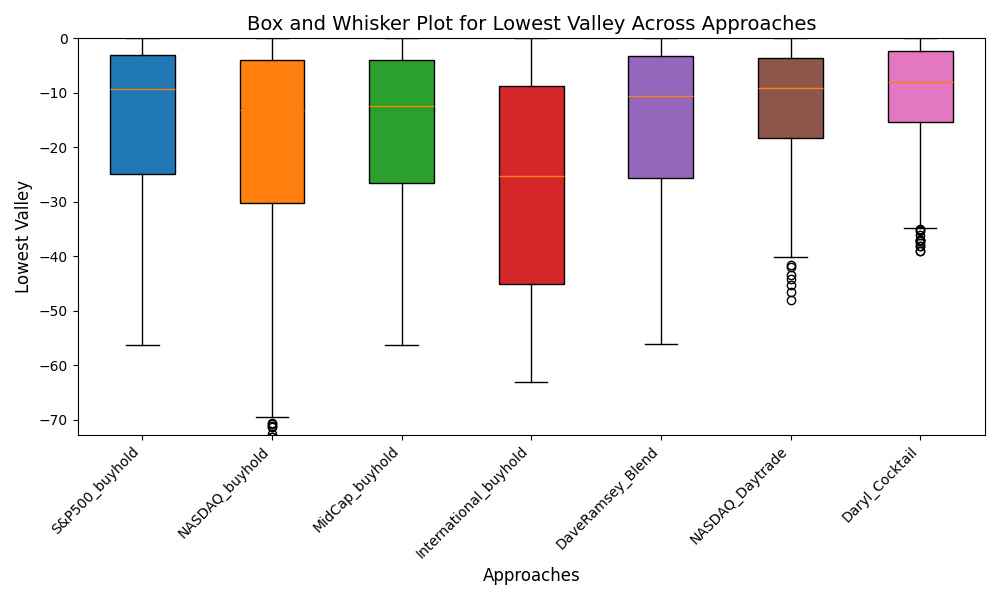 Box and Whisker Plot for Lowest Valley Across Approaches
Lowest Valley
0
−10
−20
−30
−40
−50
−60
−70
S&P500_buyhold
NASDAQ_buyhold
MidCap_buyhold
International_buyhold
DaveRamsey_Blend
NASDAQ_Daytrade
Daryl_Cocktail
Approaches